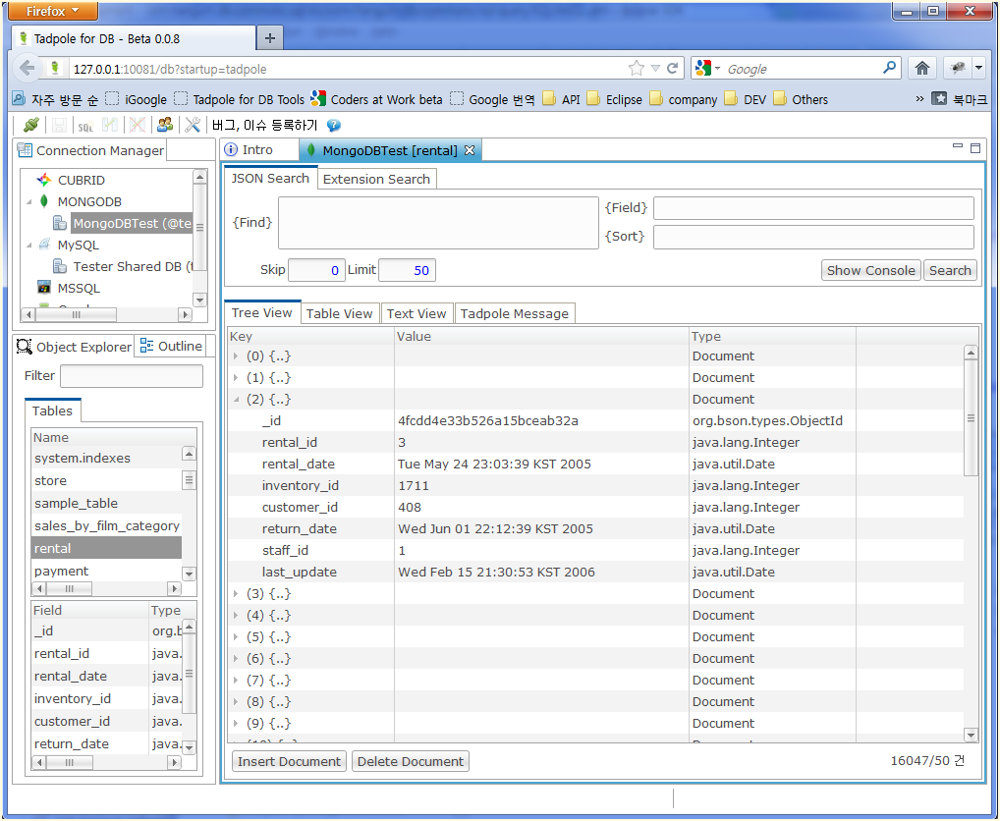 Firefox
Tadpole for DB - Beta 0.0.8
127.0.0.1:10081/db?startup=tadpole
Google
자주 방문 순 iGoogle Tadpole for DB Tools Coders at Work beta Google 번역 API Eclipse company DEV Others » 북마크
SQL 버그, 이슈 등록하기
Connection Manager
CUBRID
MONGODB
MongoDBTest (@te
MySQL
Tester Shared DB (
MSSQL
Object Explorer Outline
Filter
Tables
Name
system.indexes
store
sample_table
sales_by_film_category
rental
payment
Field Type
_id org.b
rental_id java.
rental_date java.
inventory_id java.
customer_id java.
return_date java.
Intro MongoDBTest [rental]
JSON Search Extension Search
{Find} {Field}
{Sort}
Skip 0 Limit 50 Show Console Search
Tree View Table View Text View Tadpole Message
Key Value Type
(0) {..} Document
(1) {..} Document
(2) {..} Document
_id 4fcdd4e33b526a15bceab32a org.bson.types.ObjectId
rental_id 3 java.lang.Integer
rental_date Tue May 24 23:03:39 KST 2005 java.util.Date
inventory_id 1711 java.lang.Integer
customer_id 408 java.lang.Integer
return_date Wed Jun 01 22:12:39 KST 2005 java.util.Date
staff_id 1 java.lang.Integer
last_update Wed Feb 15 21:30:53 KST 2006 java.util.Date
(3) {..} Document
(4) {..} Document
(5) {..} Document
(6) {..} Document
(7) {..} Document
(8) {..} Document
(9) {..} Document
Insert Document Delete Document 16047/50 건